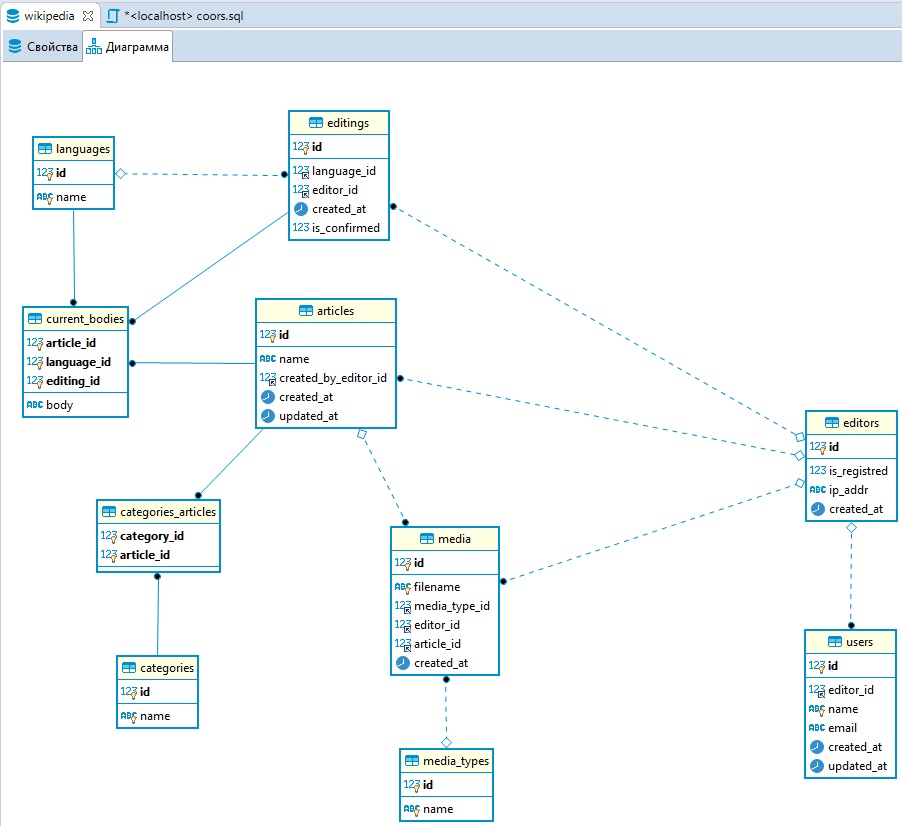 wikipedia
*<localhost> coors.sql
Свойства
Диаграмма
languages
123 id
ABC name
editings
123 id
123 language_id
123 editor_id
created_at
123 is_confirmed
current_bodies
123 article_id
123 language_id
123 editing_id
ABC body
articles
123 id
ABC name
123 created_by_editor_id
created_at
updated_at
editors
123 id
123 is_registred
ABC ip_addr
created_at
categories_articles
123 category_id
123 article_id
media
123 id
ABC filename
123 media_type_id
123 editor_id
123 article_id
created_at
users
123 id
123 editor_id
ABC name
ABC email
created_at
updated_at
categories
123 id
ABC name
media_types
123 id
ABC name